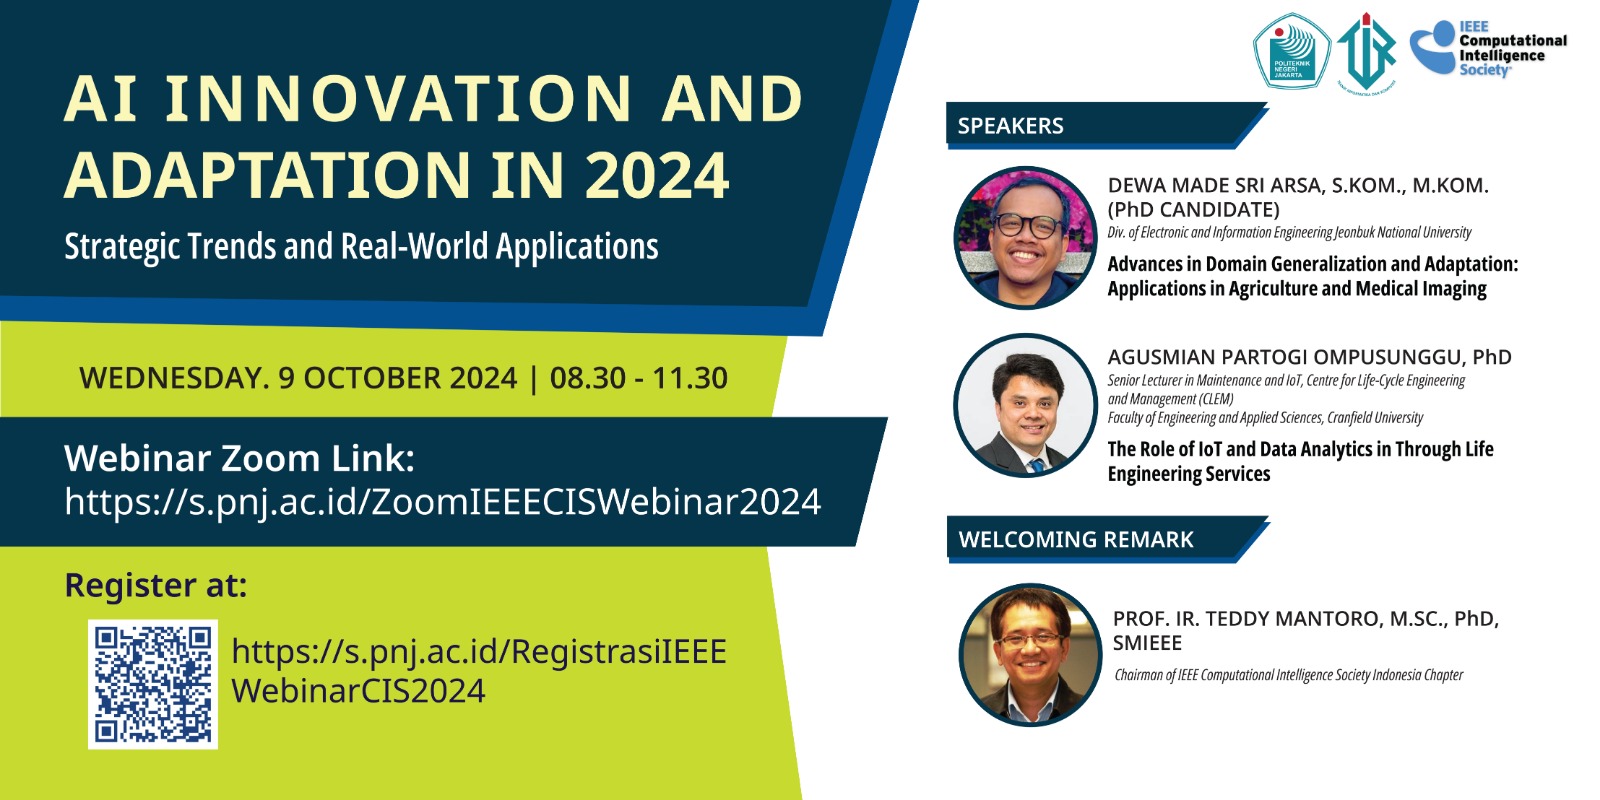 AI INNOVATION AND
ADAPTATION IN 2024
Strategic Trends and Real-World Applications
WEDNESDAY. 9 OCTOBER 2024 | 08.30 - 11.30
Webinar Zoom Link:
https://s.pnj.ac.id/ZoomIEEECISWebinar2024
Register at:
https://s.pnj.ac.id/RegistrasiIEEE
WebinarCIS2024
POLITEKNIK
NEGERI
JAKARTA
IEEE
Computational
Intelligence
Society
SPEAKERS
DEWA MADE SRI ARSA, S.KOM., M.KOM.
(PhD CANDIDATE)
Div. of Electronic and Information Engineering Jeonbuk National University
Advances in Domain Generalization and Adaptation:
Applications in Agriculture and Medical Imaging
AGUSMIAN PARTOGI OMPUSUNGGU, PhD
Senior Lecturer in Maintenance and IoT, Centre for Life-Cycle Engineering
and Management (CLEM)
Faculty of Engineering and Applied Sciences, Cranfield University
The Role of IoT and Data Analytics in Through Life
Engineering Services
WELCOMING REMARK
PROF. IR. TEDDY MANTORO, M.SC., PhD,
SMIEEE
Chairman of IEEE Computational Intelligence Society Indonesia Chapter